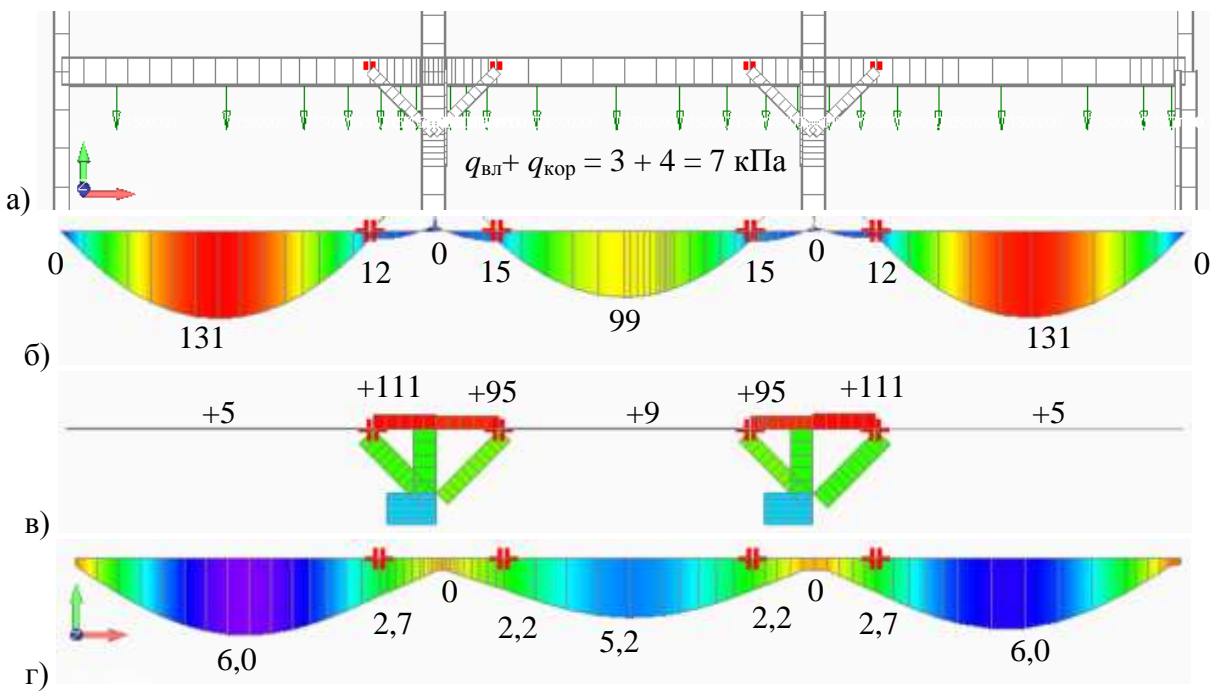 qвл+ qкор = 3 + 4 = 7 кПа
а)
0 12 0 15 15 0 12 0
131 99 131
б)
+111 +95 +95 +111
+5 +9 +5
в)
0 0
2,7 2,2 2,2 2,7
6,0 5,2 6,0
г)